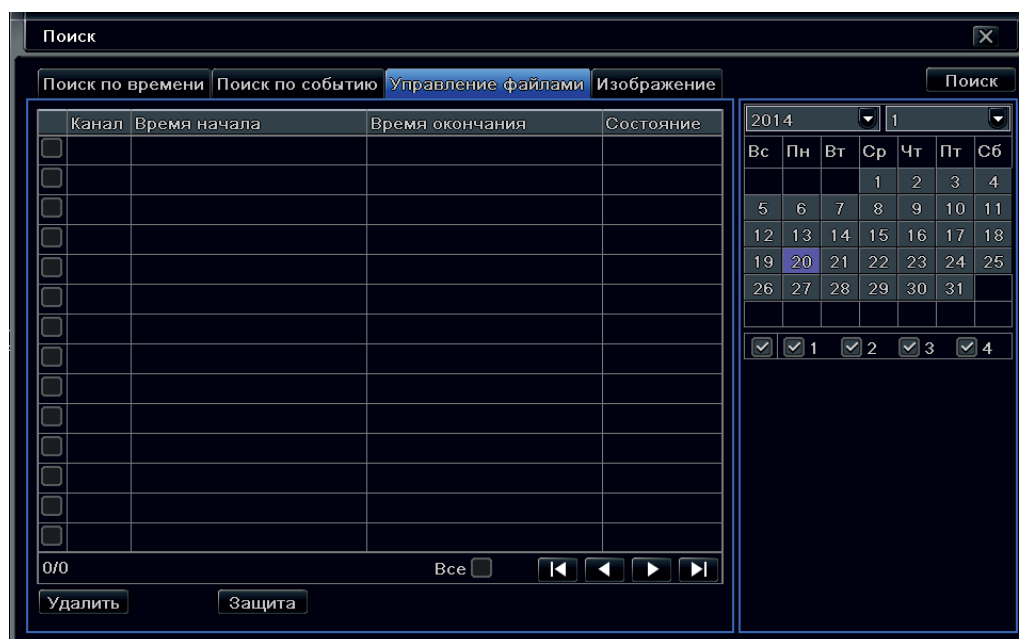 Поиск
Поиск по времени Поиск по событию Управление файлами Изображение
Поиск
Канал Время начала Время окончания Состояние
2014 1
Вс Пн Вт Ср Чт Пт Сб
1 2 3 4
5 6 7 8 9 10 11
12 13 14 15 16 17 18
19 20 21 22 23 24 25
26 27 28 29 30 31
1 2 3 4
0/0 Все
Удалить Защита